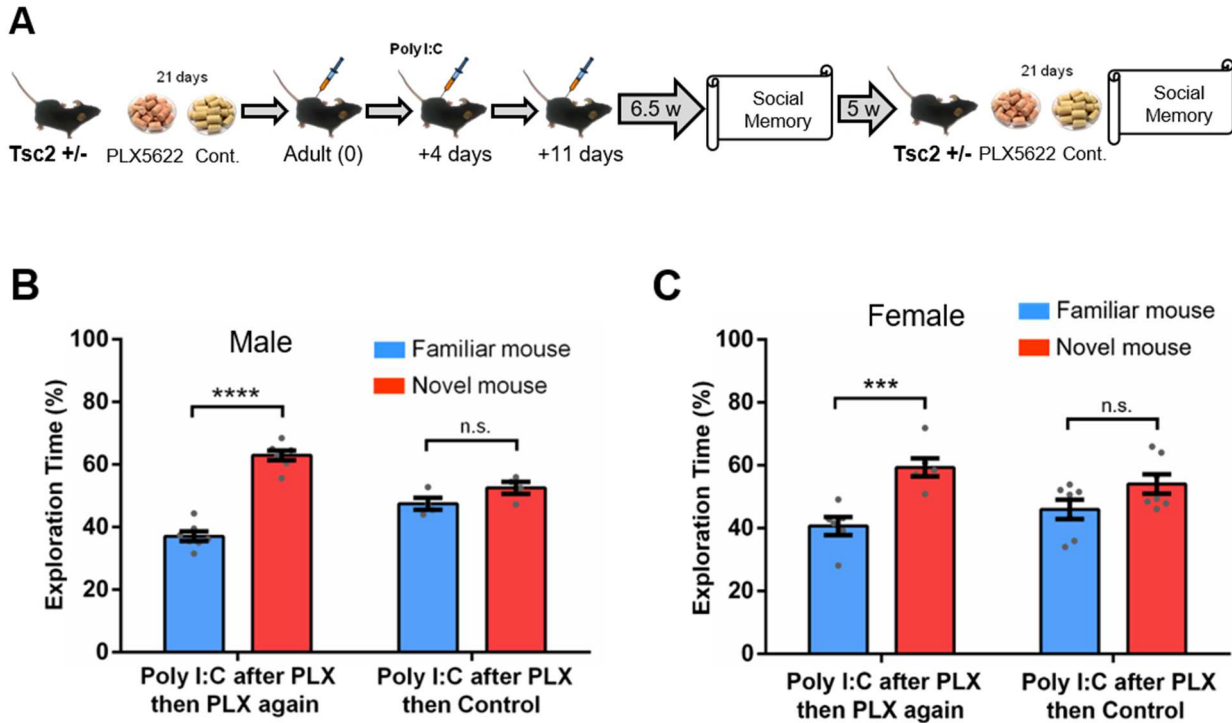 A
Poly I:C
21 days
21 days
6.5 w
Social
Memory
5 w
Tsc2 +/- PLX5622 Cont.
Adult (0)
+4 days
+11 days
Tsc2 +/- PLX5622 Cont.
B
Male
Familiar mouse
Novel mouse
Exploration Time (%)
100
80
60
40
20
0
****
n.s.
Poly I:C after PLX
then PLX again
Poly I:C after PLX
then Control
C
Female
Familiar mouse
Novel mouse
Exploration Time (%)
100
80
60
40
20
0
***
n.s.
Poly I:C after PLX
then PLX again
Poly I:C after PLX
then Control
Social
Memory